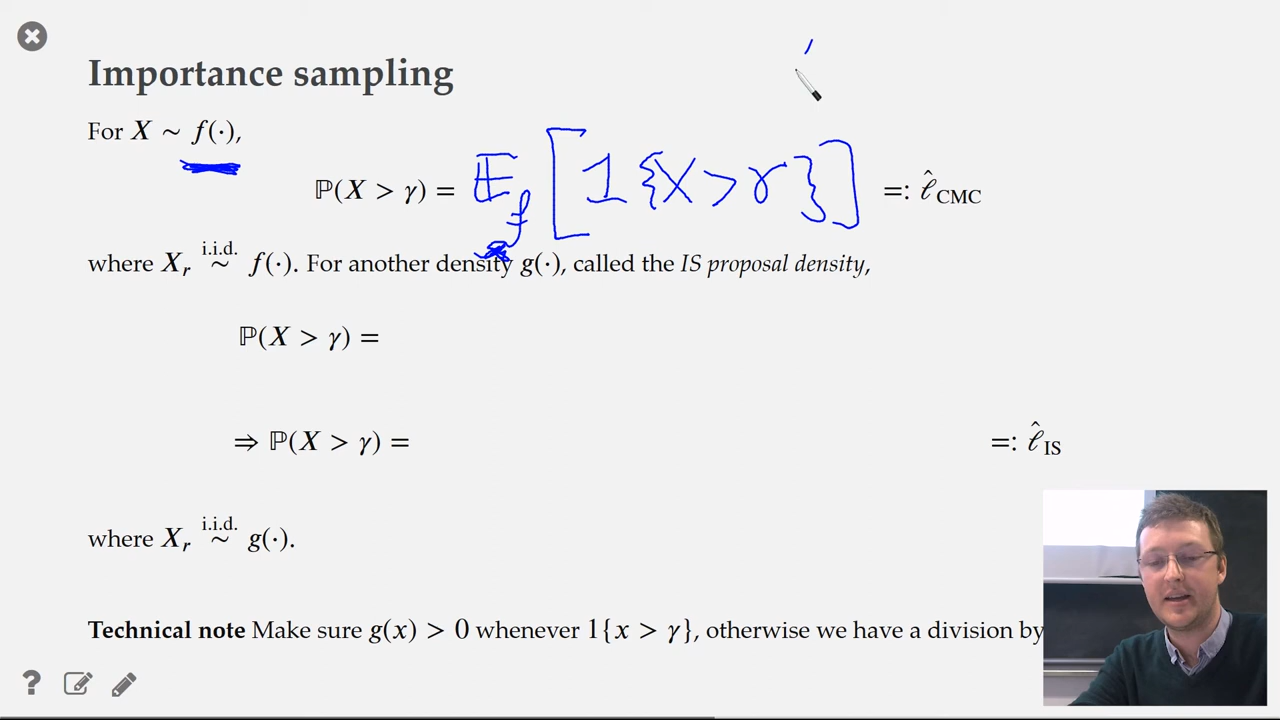 Importance sampling
For X ∼ f(·),
ℙ(X > γ) = 𝔼_f [1{X > γ}] =: ℓ̂_CMC
where X_r i.i.d. ∼ f(·). For another density g(·), called the IS proposal density,
ℙ(X > γ) =
⇒ ℙ(X > γ) = =: ℓ̂_IS
where X_r i.i.d. ∼ g(·).
Technical note Make sure g(x) > 0 whenever 1{x > γ}, otherwise we have a division by
?